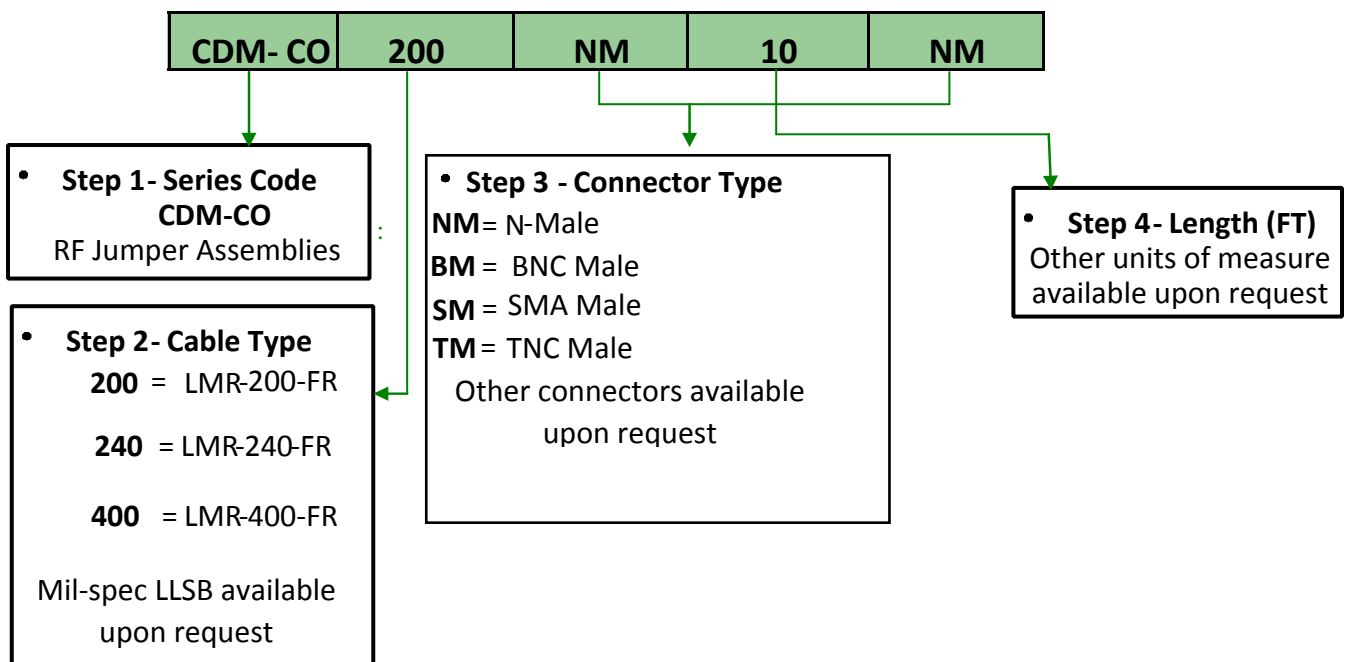 CDM- CO 200 NM 10 NM
• Step 1- Series Code
CDM-CO
RF Jumper Assemblies
:
• Step 2- Cable Type
200 = LMR-200-FR
240 = LMR-240-FR
400 = LMR-400-FR
Mil-spec LLSB available
upon request
• Step 3 - Connector Type
NM = N-Male
BM = BNC Male
SM = SMA Male
TM = TNC Male
Other connectors available
upon request
• Step 4- Length (FT)
Other units of measure
available upon request